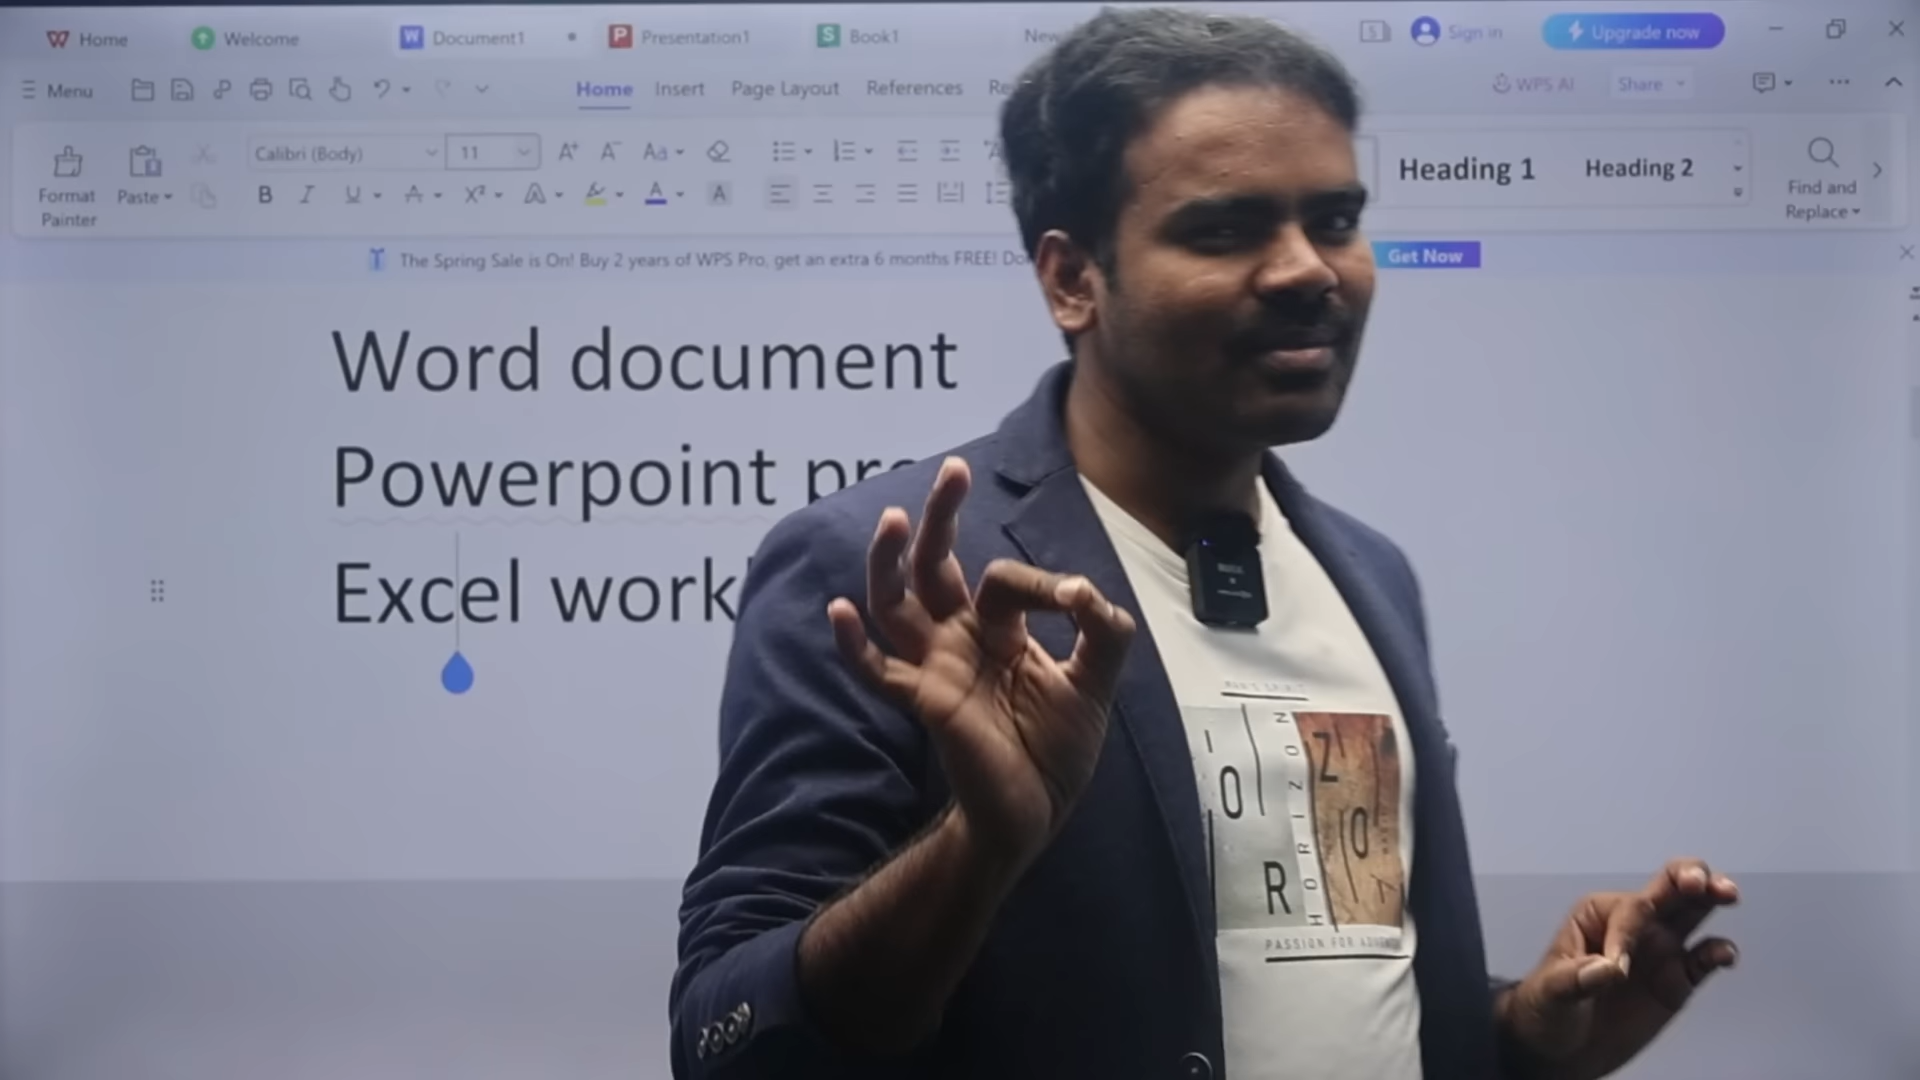 Home Welcome Document1 Presentation1 Book1 New Sign in Upgrade now
Menu Home Insert Page Layout References WPS AI Share
Calibri (Body) 11
Format Painter
Paste
Heading 1 Heading 2
Find and Replace
The Spring Sale is On! Buy 2 years of WPS Pro, get an extra 6 months FREE! Get Now
Word document
Powerpoint
Excel
HORIZON
PASSION FOR